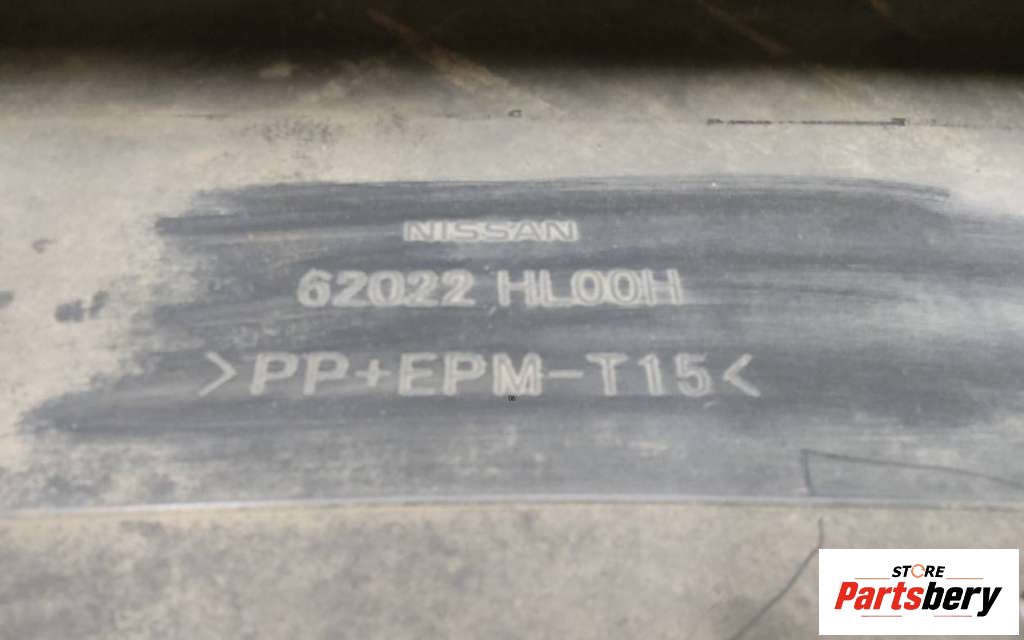 NISSAN
62022 HL00H
>PP+EPM-T15<
STORE
Partsbery